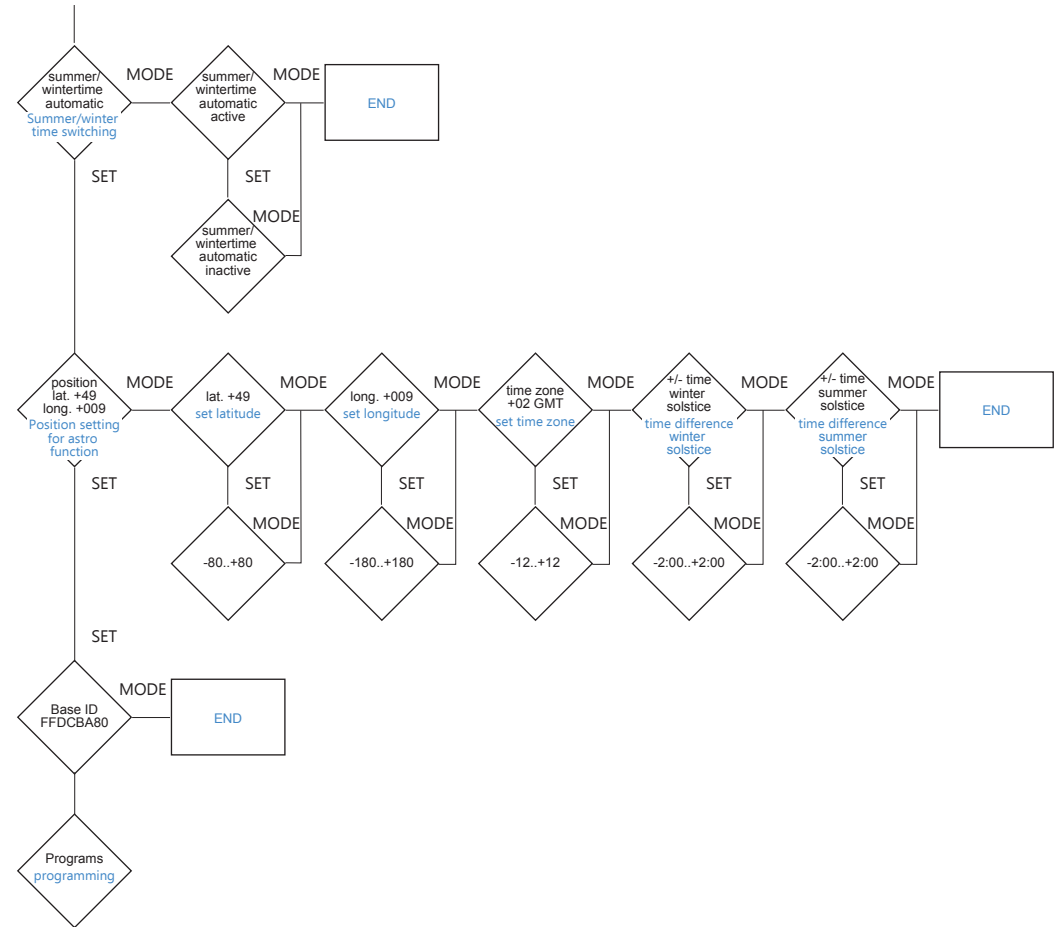 MODE
MODE
summer/
wintertime
automatic
Summer/winter
time switching
summer/
wintertime
automatic
active
END
SET
SET
MODE
summer/
wintertime
automatic
inactive
MODE
MODE
MODE
MODE
MODE
MODE
position
lat. +49
long. +009
Position setting
for astro
function
lat. +49
set latitude
long. +009
set longitude
time zone
+02 GMT
set time zone
+/- time
winter
solstice
time difference
winter
solstice
+/- time
summer
solstice
time difference
summer
solstice
END
SET
SET
SET
SET
SET
SET
MODE
MODE
MODE
MODE
MODE
-80..+80
-180..+180
-12..+12
-2:00..+2:00
-2:00..+2:00
SET
MODE
Base ID
FFDCBA80
END
Programs
programming